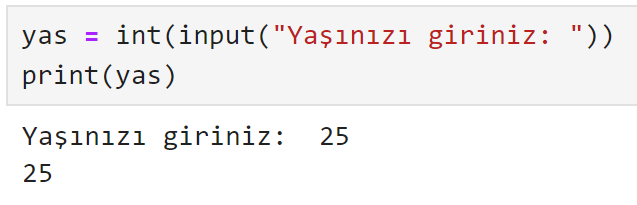 yas = int(input("Yaşınızı giriniz: "))
print(yas)
Yaşınızı giriniz:  25
25